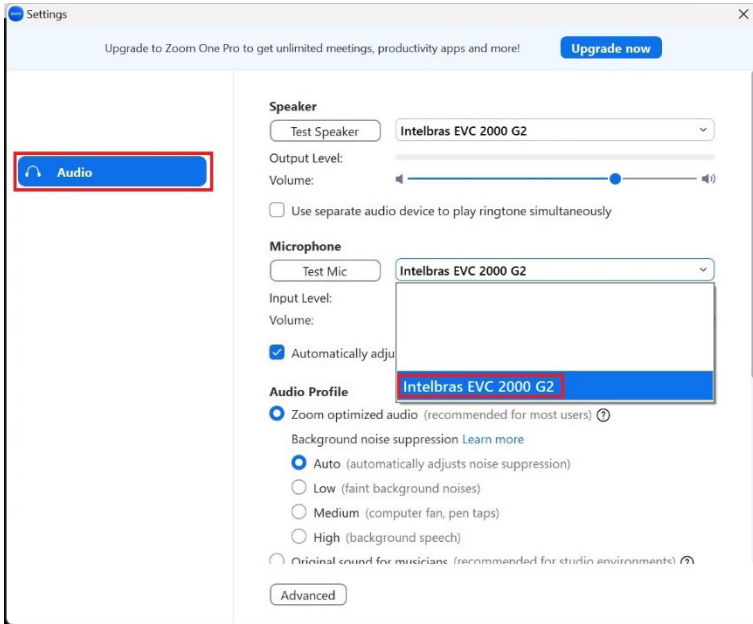 zoom Settings
Upgrade to Zoom One Pro to get unlimited meetings, productivity apps and more! Upgrade now
Audio
Speaker
Test Speaker Intelbras EVC 2000 G2
Output Level:
Volume:
Use separate audio device to play ringtone simultaneously
Microphone
Test Mic Intelbras EVC 2000 G2
Input Level:
Volume:
Automatically adju
Intelbras EVC 2000 G2
Audio Profile
Zoom optimized audio (recommended for most users) ?
Background noise suppression Learn more
Auto (automatically adjusts noise suppression)
Low (faint background noises)
Medium (computer fan, pen taps)
High (background speech)
Original sound for musicians (recommended for studio environments) ?
Advanced